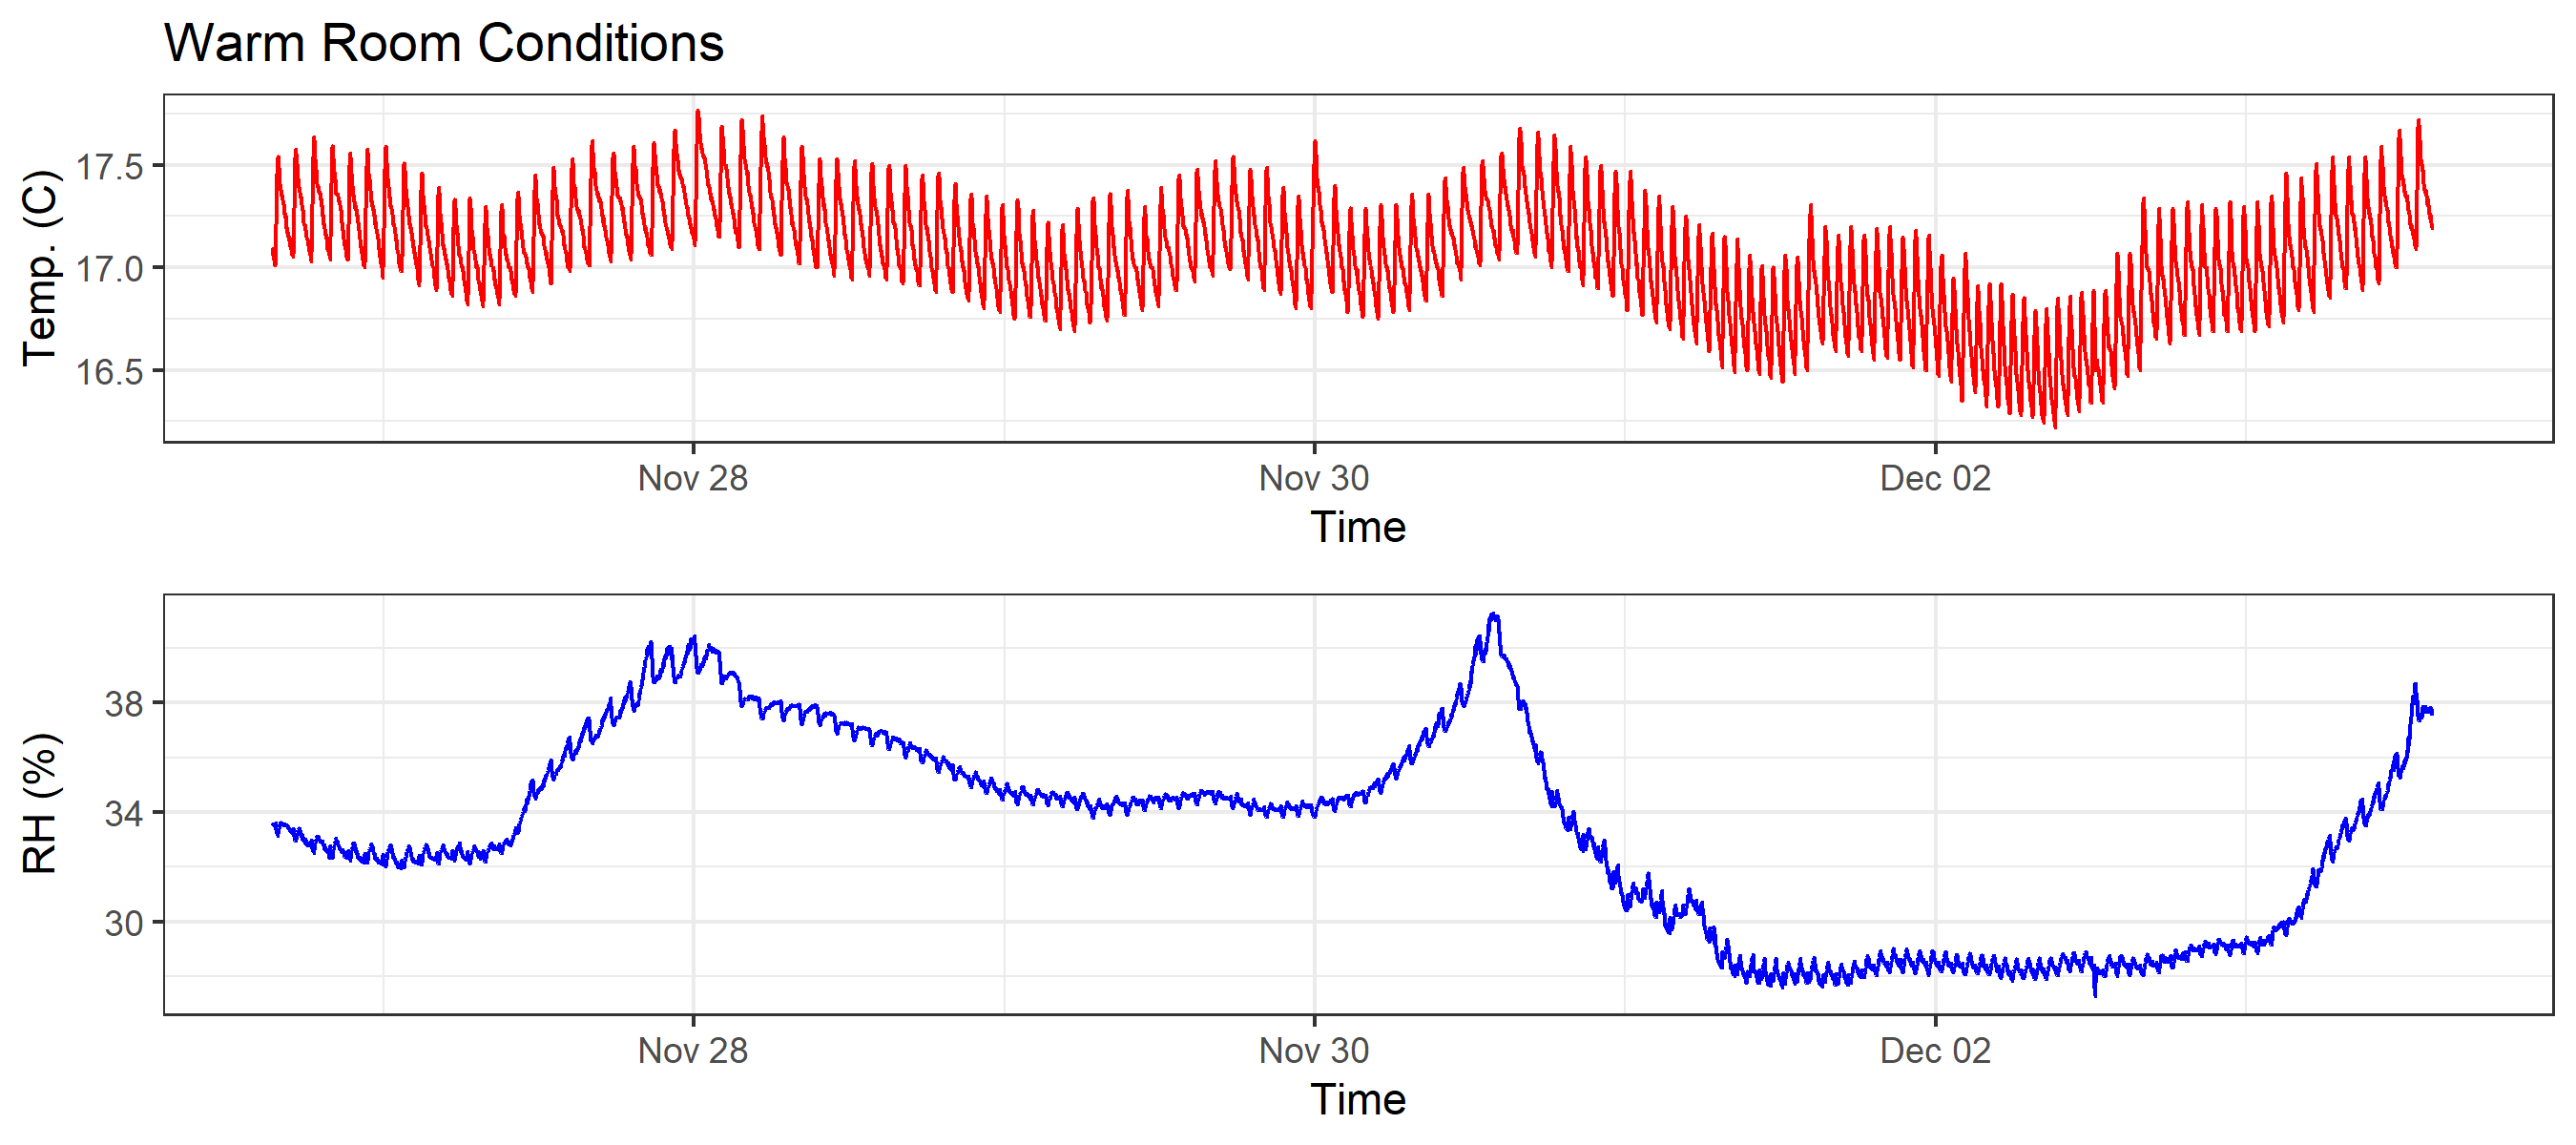 Warm Room Conditions
Temp. (C)
17.5
17.0
16.5
Nov 28
Nov 30
Dec 02
Time
RH (%)
38
34
30
Nov 28
Nov 30
Dec 02
Time